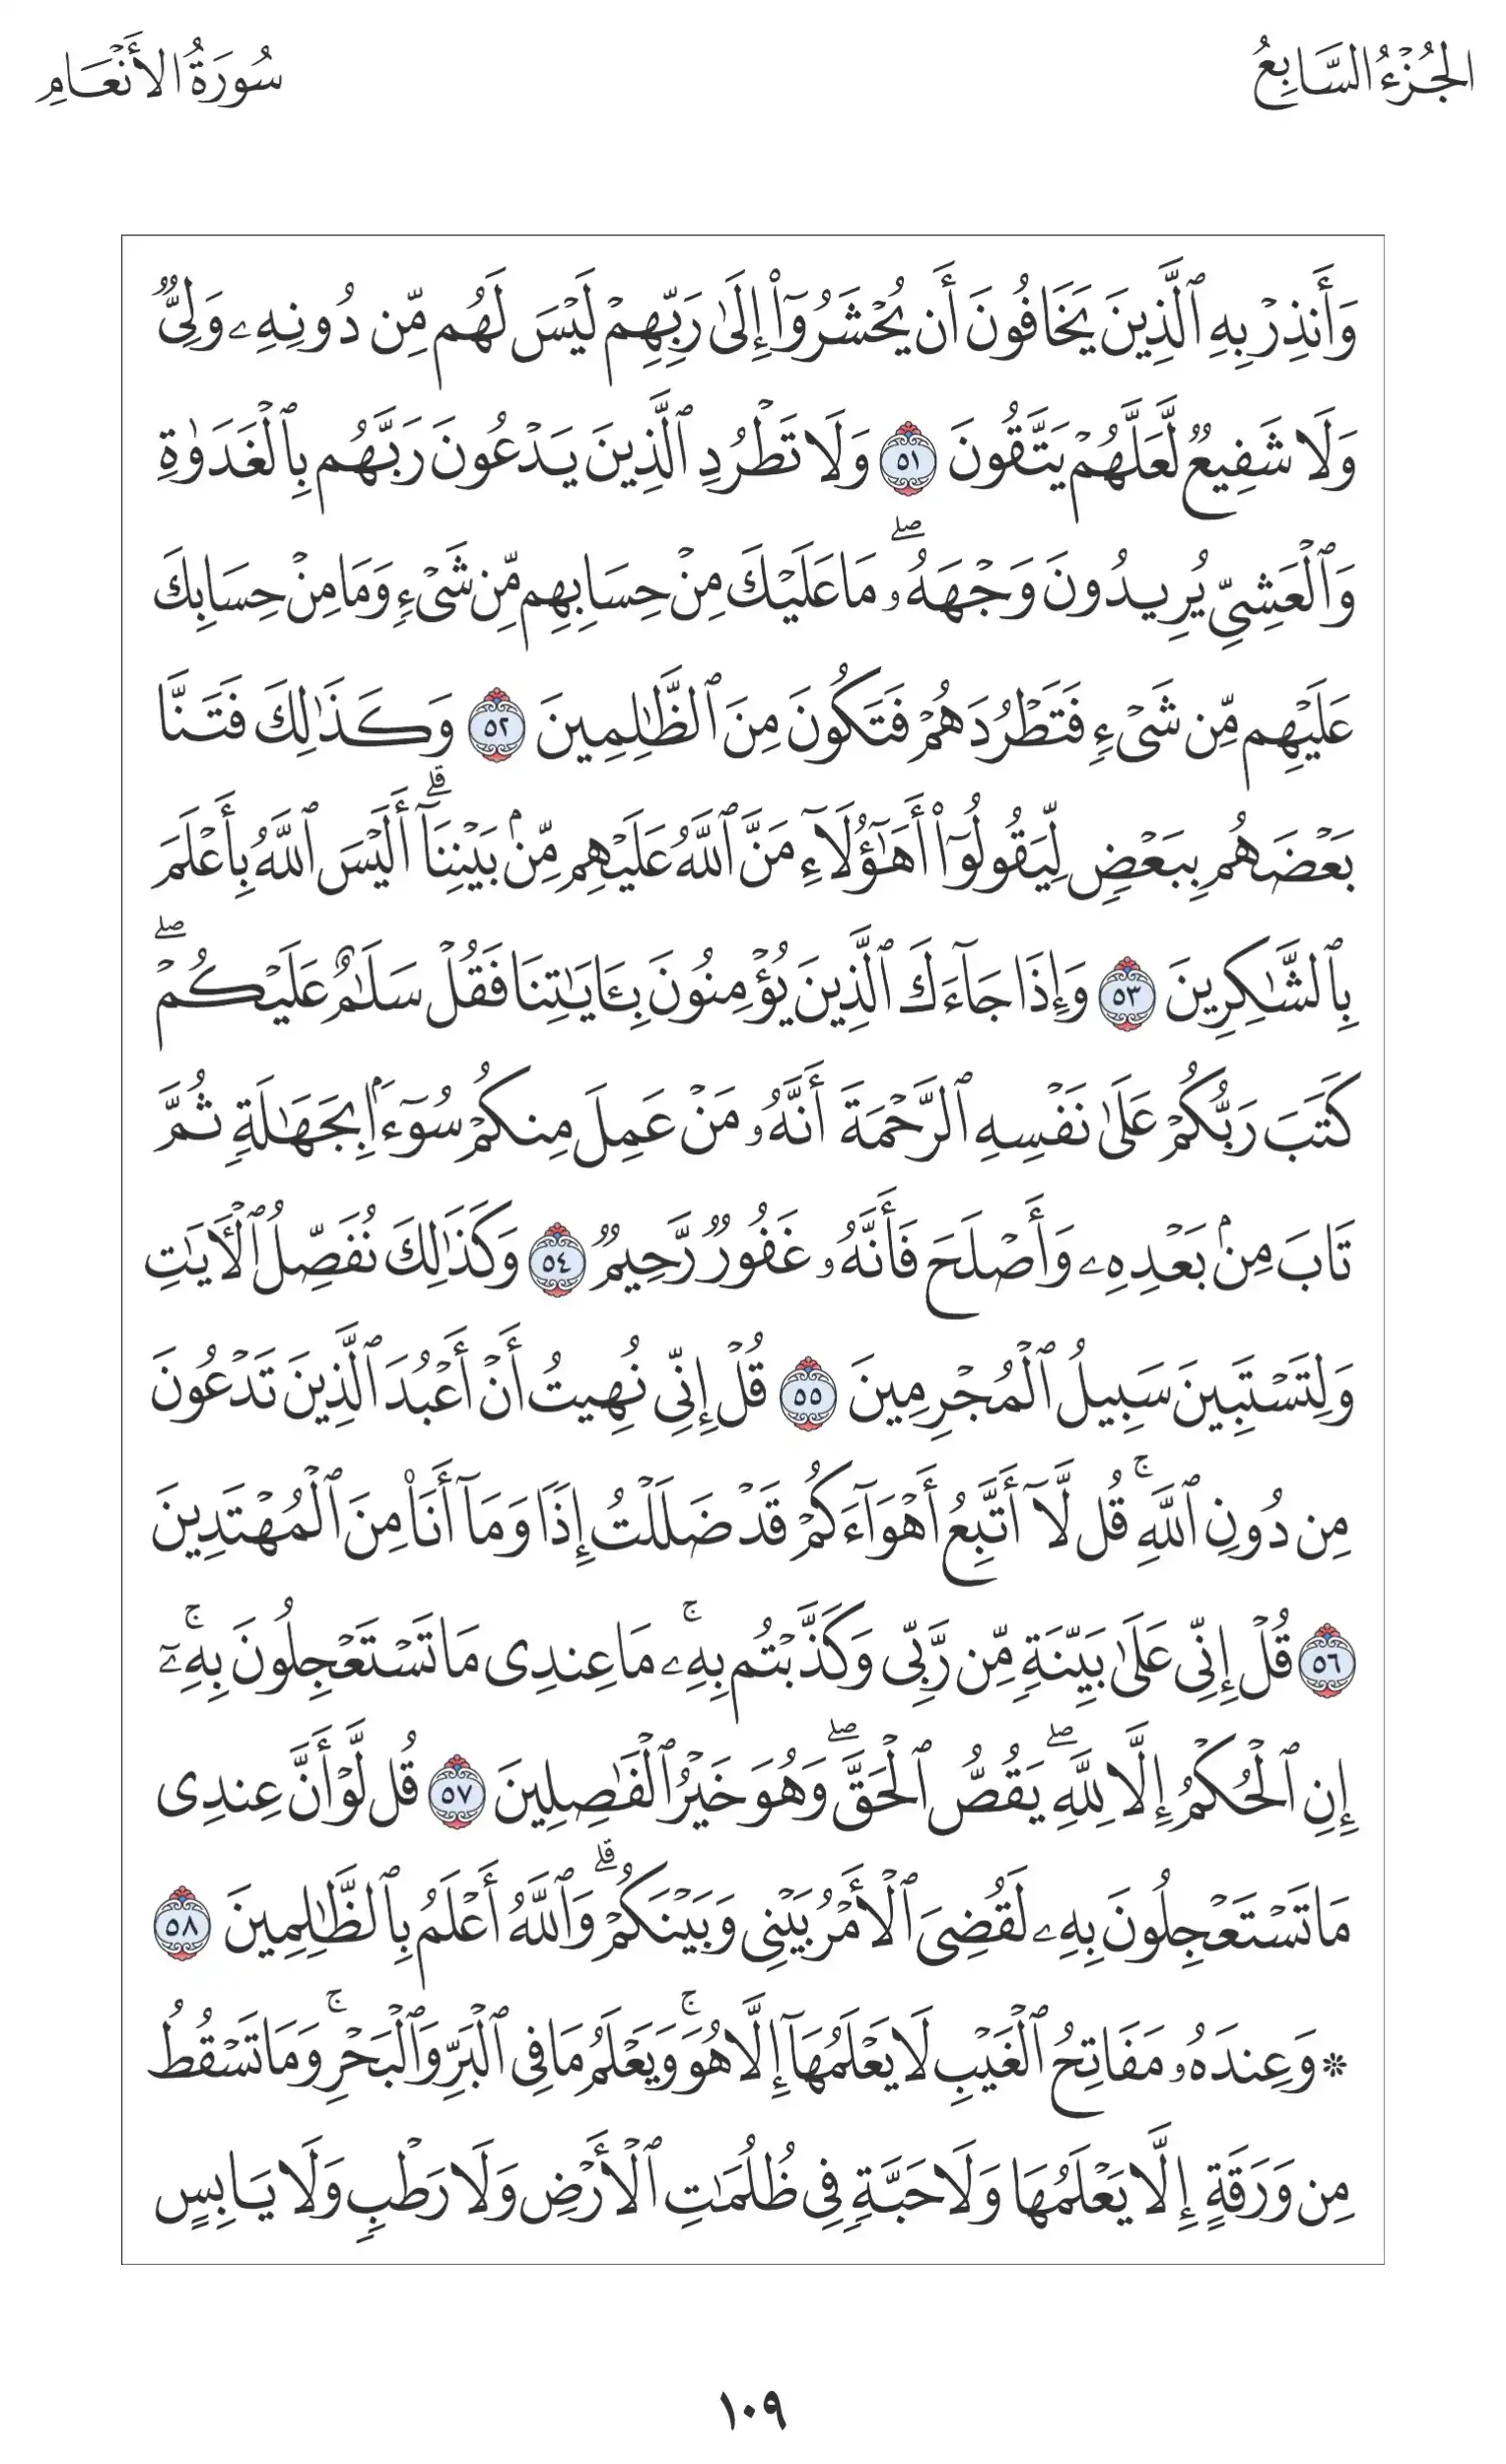 الجُزْءُ السَّابِعُ
سُورَةُ الأَنْعَامِ
وَأَنذِرۡ بِهِ ٱلَّذِينَ يَخَافُونَ أَن يُحۡشَرُوٓاْ إِلَىٰ رَبِّهِمۡ لَيۡسَ لَهُم مِّن دُونِهِۦ وَلِيࣱّ
وَلَا شَفِيعࣱ لَّعَلَّهُمۡ يَتَّقُونَ ٥١ وَلَا تَطۡرُدِ ٱلَّذِينَ يَدۡعُونَ رَبَّهُم بِٱلۡغَدَوٰةِ
وَٱلۡعَشِيِّ يُرِيدُونَ وَجۡهَهُۥۖ مَا عَلَيۡكَ مِنۡ حِسَابِهِم مِّن شَيۡءࣲ وَمَا مِنۡ حِسَابِكَ
عَلَيۡهِم مِّن شَيۡءࣲ فَتَطۡرُدَهُمۡ فَتَكُونَ مِنَ ٱلظَّٰلِمِينَ ٥٢ وَكَذَٰلِكَ فَتَنَّا
بَعۡضَهُم بِبَعۡضࣲ لِّيَقُولُوٓاْ أَهَٰٓؤُلَآءِ مَنَّ ٱللَّهُ عَلَيۡهِم مِّنۢ بَيۡنِنَآۗ أَلَيۡسَ ٱللَّهُ بِأَعۡلَمَ
بِٱلشَّٰكِرِينَ ٥٣ وَإِذَا جَآءَكَ ٱلَّذِينَ يُؤۡمِنُونَ بِـَٔايَٰتِنَا فَقُلۡ سَلَٰمٌ عَلَيۡكُمۡۖ
كَتَبَ رَبُّكُمۡ عَلَىٰ نَفۡسِهِ ٱلرَّحۡمَةَ أَنَّهُۥ مَنۡ عَمِلَ مِنكُمۡ سُوٓءَۢا بِجَهَٰلَةࣲ ثُمَّ
تَابَ مِنۢ بَعۡدِهِۦ وَأَصۡلَحَ فَأَنَّهُۥ غَفُورࣱ رَّحِيمࣱ ٥٤ وَكَذَٰلِكَ نُفَصِّلُ ٱلۡأٓيَٰتِ
وَلِتَسۡتَبِينَ سَبِيلُ ٱلۡمُجۡرِمِينَ ٥٥ قُلۡ إِنِّي نُهِيتُ أَنۡ أَعۡبُدَ ٱلَّذِينَ تَدۡعُونَ
مِن دُونِ ٱللَّهِۚ قُل لَّآ أَتَّبِعُ أَهۡوَآءَكُمۡ قَدۡ ضَلَلۡتُ إِذࣰا وَمَآ أَنَا۠ مِنَ ٱلۡمُهۡتَدِينَ
٥٦ قُلۡ إِنِّي عَلَىٰ بَيِّنَةࣲ مِّن رَّبِّي وَكَذَّبۡتُم بِهِۦۚ مَا عِندِي مَا تَسۡتَعۡجِلُونَ بِهِۦٓۚ
إِنِ ٱلۡحُكۡمُ إِلَّا لِلَّهِۖ يَقُصُّ ٱلۡحَقَّۖ وَهُوَ خَيۡرُ ٱلۡفَٰصِلِينَ ٥٧ قُل لَّوۡ أَنَّ عِندِي
مَا تَسۡتَعۡجِلُونَ بِهِۦ لَقُضِيَ ٱلۡأَمۡرُ بَيۡنِي وَبَيۡنَكُمۡۗ وَٱللَّهُ أَعۡلَمُ بِٱلظَّٰلِمِينَ ٥٨
۞ وَعِندَهُۥ مَفَاتِحُ ٱلۡغَيۡبِ لَا يَعۡلَمُهَآ إِلَّا هُوَۚ وَيَعۡلَمُ مَا فِي ٱلۡبَرِّ وَٱلۡبَحۡرِۚ وَمَا تَسۡقُطُ
مِن وَرَقَةٍ إِلَّا يَعۡلَمُهَا وَلَا حَبَّةࣲ فِي ظُلُمَٰتِ ٱلۡأَرۡضِ وَلَا رَطۡبࣲ وَلَا يَابِسٍ
١٠٩